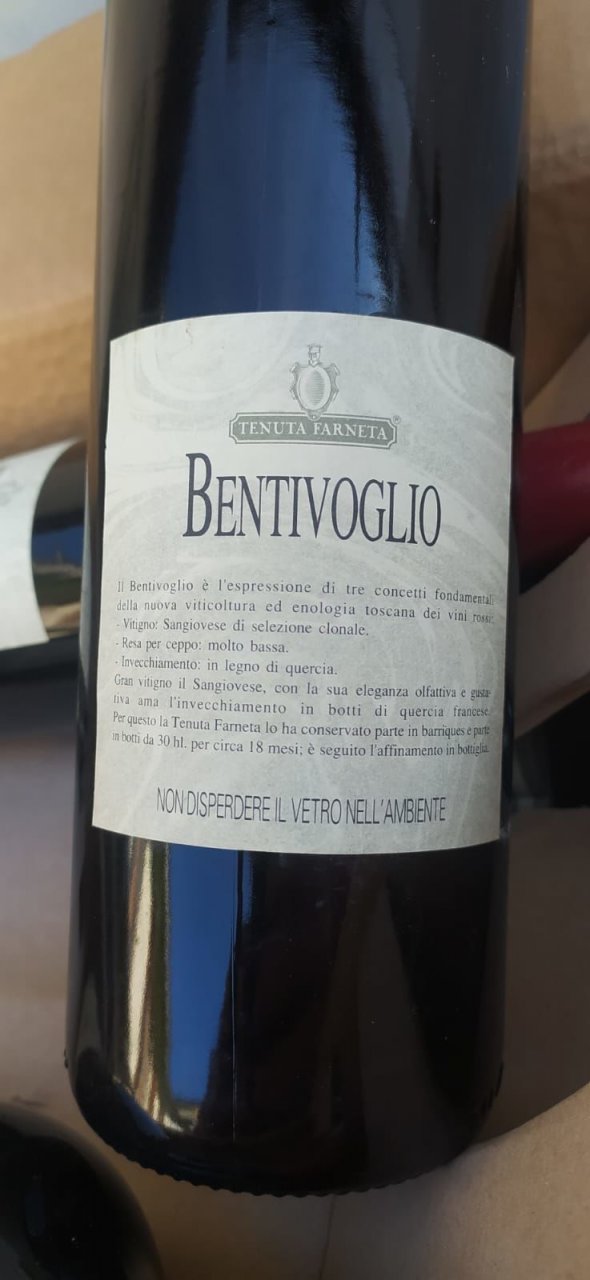 TENUTA FARNETA
BENTIVOGLIO
Il Bentivoglio è l'espressione di tre concetti fondamentali
della nuova viticoltura ed enologia toscana dei vini rossi:
- Vitigno: Sangiovese di selezione clonale.
- Resa per ceppo: molto bassa.
- Invecchiamento: in legno di quercia.
Gran vitigno il Sangiovese, con la sua eleganza olfattiva e gusta-
tiva ama l'invecchiamento in botti di quercia francese.
Per questo la Tenuta Farneta lo ha conservato parte in barriques e parte
in botti da 30 hl. per circa 18 mesi; è seguito l'affinamento in bottiglia.
NON DISPERDERE IL VETRO NELL'AMBIENTE